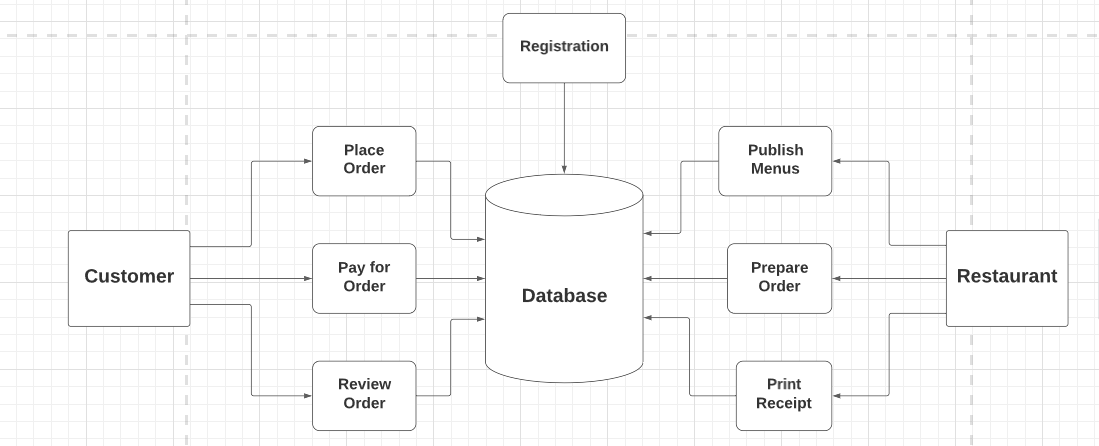 Registration
Place
Order
Publish
Menus
Customer
Pay for
Order
Database
Prepare
Order
Restaurant
Review
Order
Print
Receipt